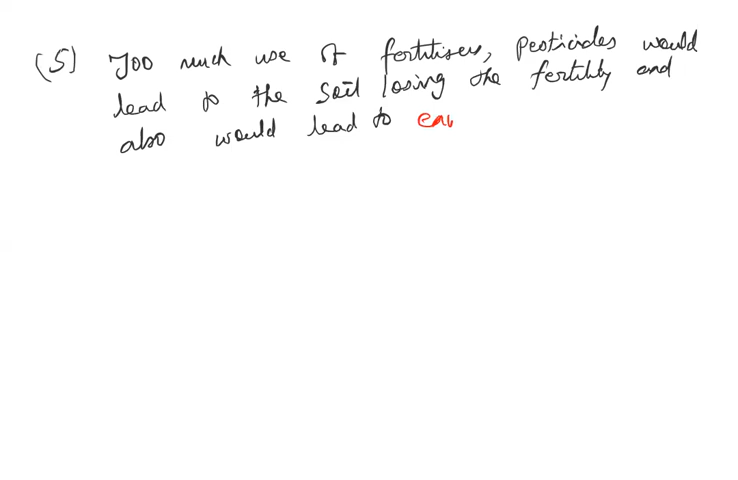 (5) Too much use of fertilisers, pesticides would
lead to the soil losing the fertility and
also would lead to